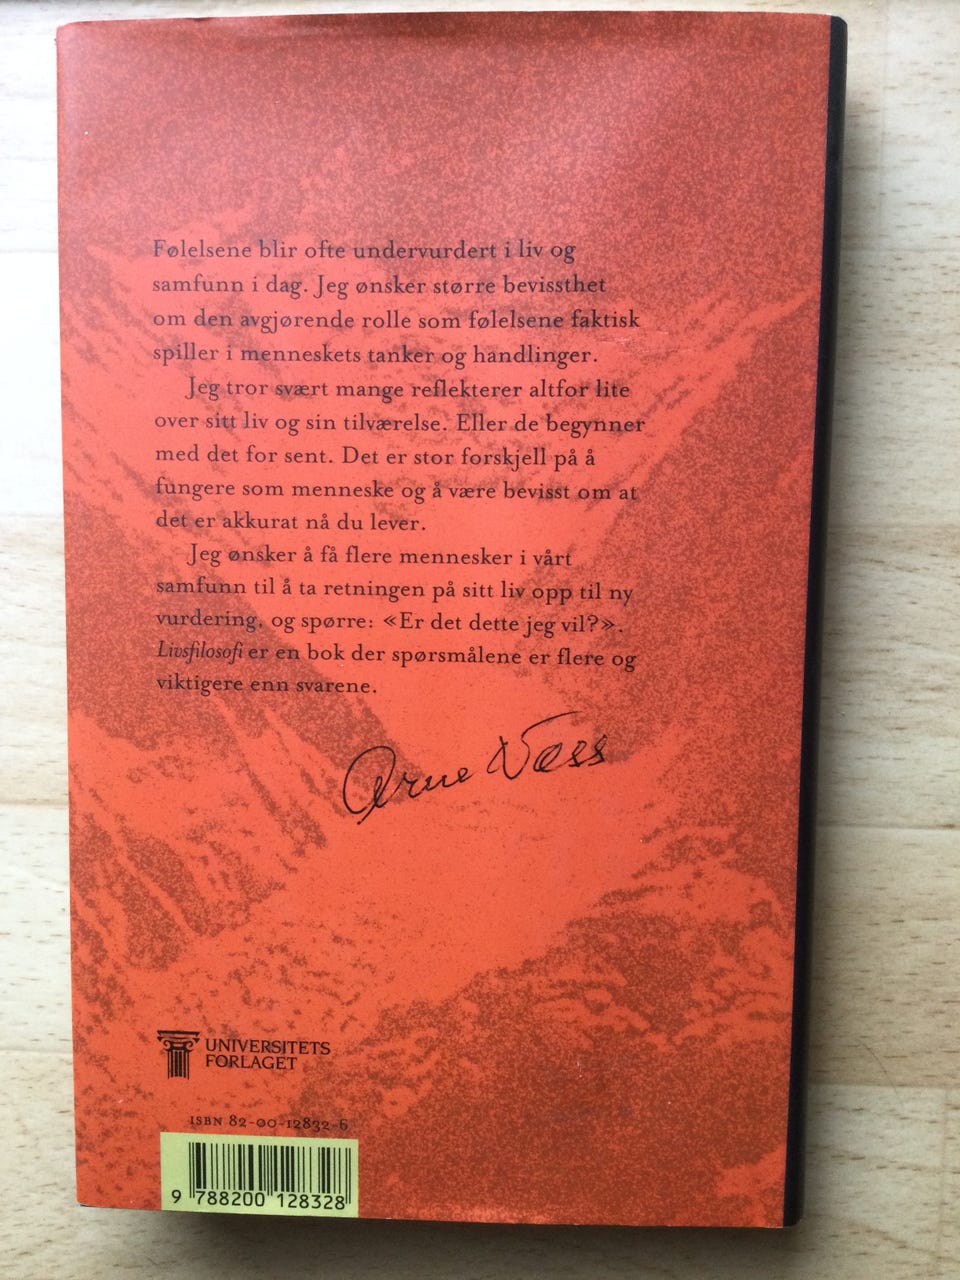 Følelsene blir ofte undervurdert i liv og
samfunn i dag. Jeg ønsker større bevissthet
om den avgjørende rolle som følelsene faktisk
spiller i menneskets tanker og handlinger.
Jeg tror svært mange reflekterer altfor lite
over sitt liv og sin tilværelse. Eller de begynner
med det for sent. Det er stor forskjell på å
fungere som menneske og å være bevisst om at
det er akkurat nå du lever.
Jeg ønsker å få flere mennesker i vårt
samfunn til å ta retningen på sitt liv opp til ny
vurdering, og spørre: «Er det dette jeg vil?».
Livsfilosofi er en bok der spørsmålene er flere og
viktigere enn svarene.
Arne Næss
UNIVERSITETS
FORLAGET
ISBN 82-00-12832-6
9 788200 128328